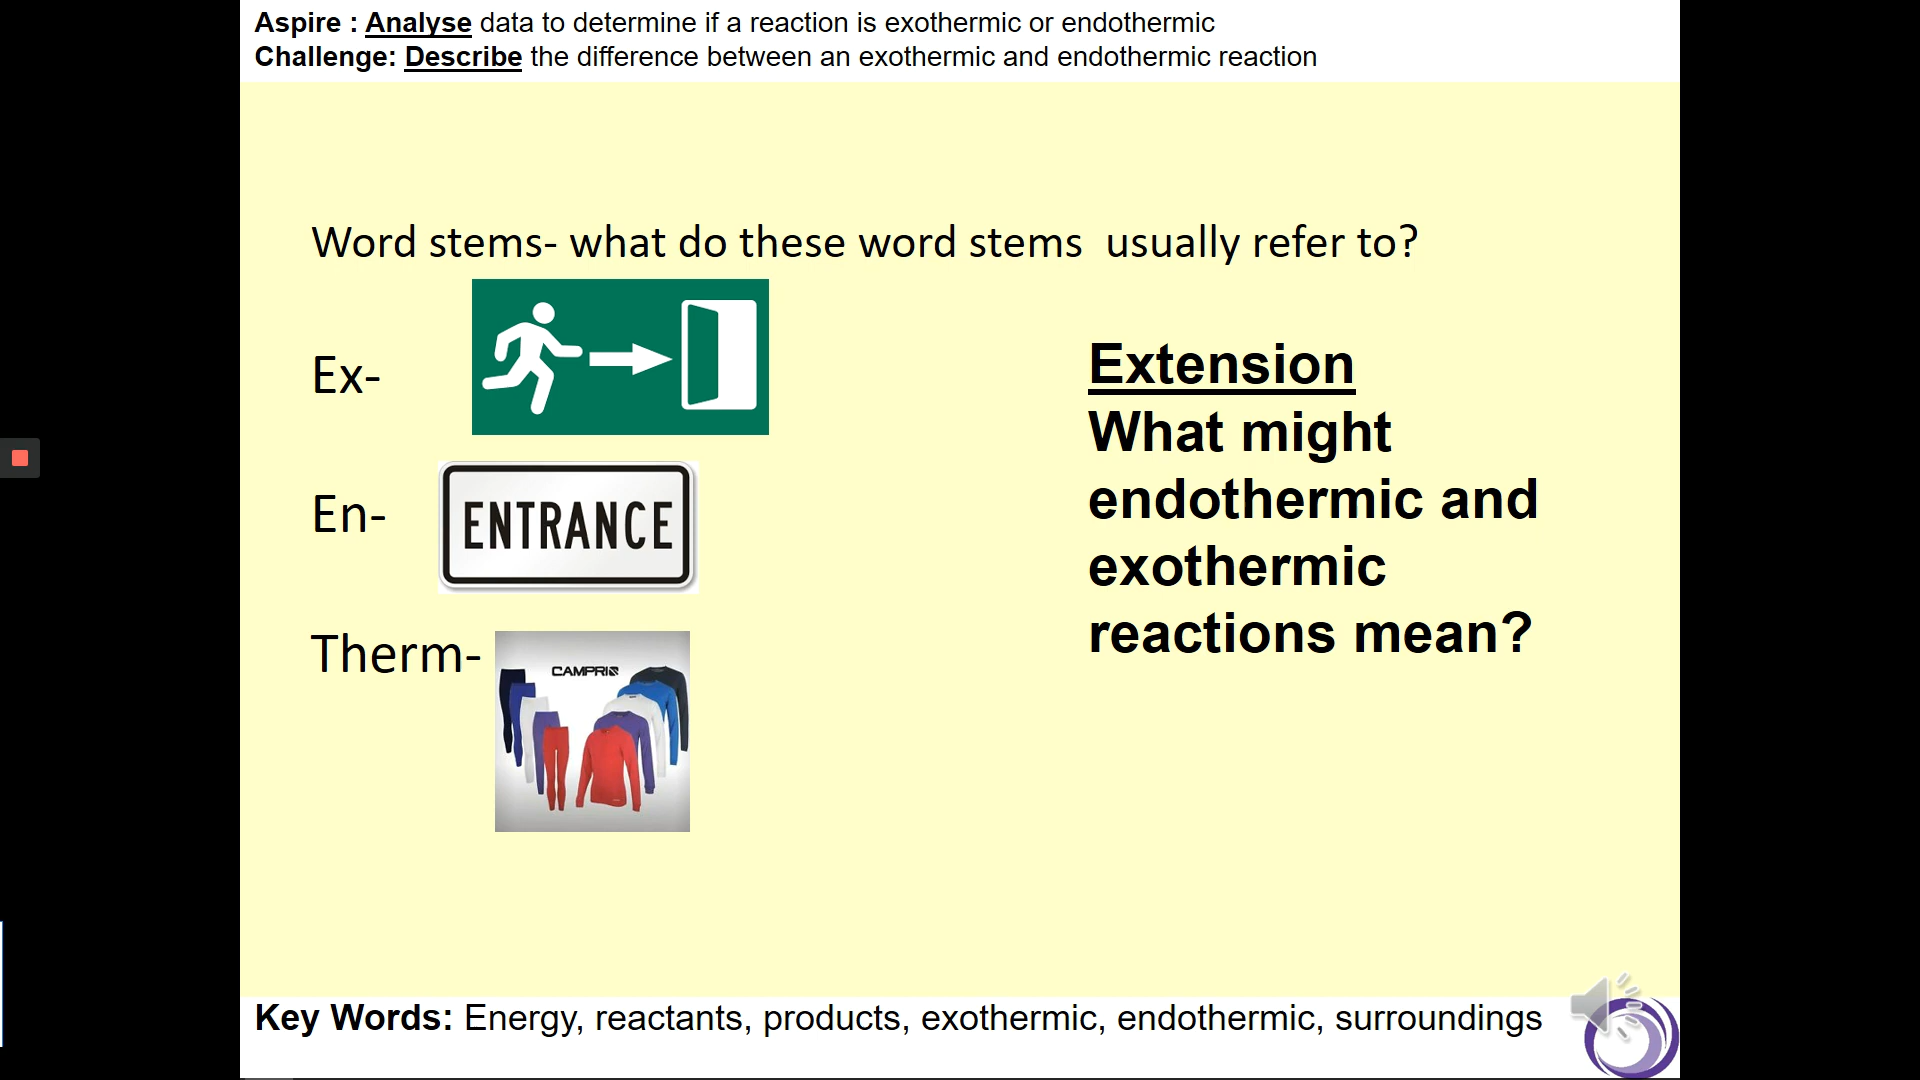 Aspire : Analyse data to determine if a reaction is exothermic or endothermic
Challenge: Describe the difference between an exothermic and endothermic reaction
Word stems- what do these word stems usually refer to?
Ex-
En-
ENTRANCE
Therm-
CAMPRI
Extension
What might
endothermic and
exothermic
reactions mean?
Key Words: Energy, reactants, products, exothermic, endothermic, surroundings